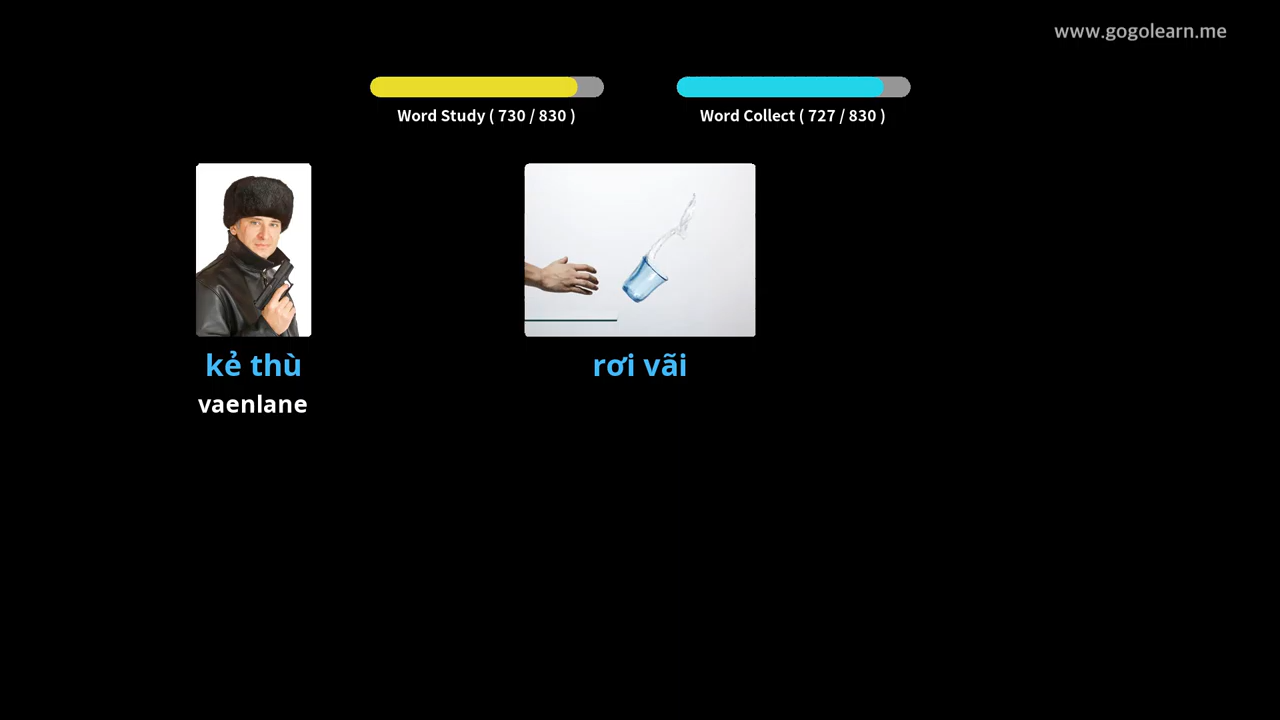 www.gogolearn.me
Word Study ( 730 / 830 )
Word Collect ( 727 / 830 )
kẻ thù
vaenlane
rơi vãi